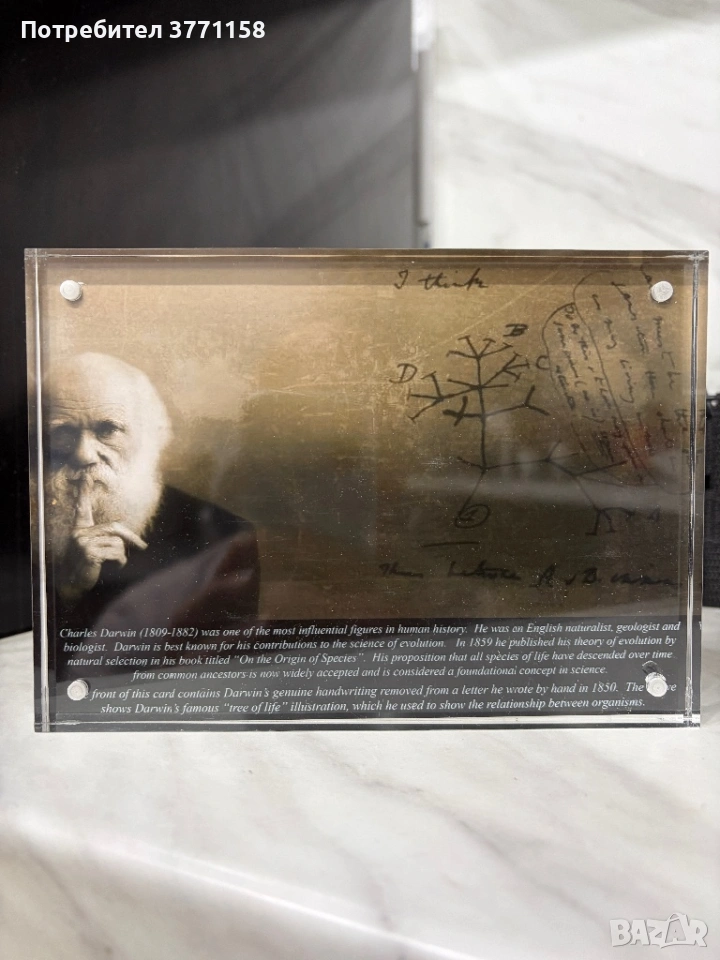 Потребител 3771158
I think
B
D
C
A
1
Then between A & B
Charles Darwin (1809-1882) was one of the most influential figures in human history. He was an English naturalist, geologist and
biologist. Darwin is best known for his contributions to the science of evolution. In 1859 he published his theory of evolution by
natural selection in his book titled "On the Origin of Species". His proposition that all species of life have descended over time
from common ancestors is now widely accepted and is considered a foundational concept in science.
front of this card contains Darwin's genuine handwriting removed from a letter he wrote by hand in 1850. The
shows Darwin's famous "tree of life" illustration, which he used to show the relationship between organisms.
BAZAR